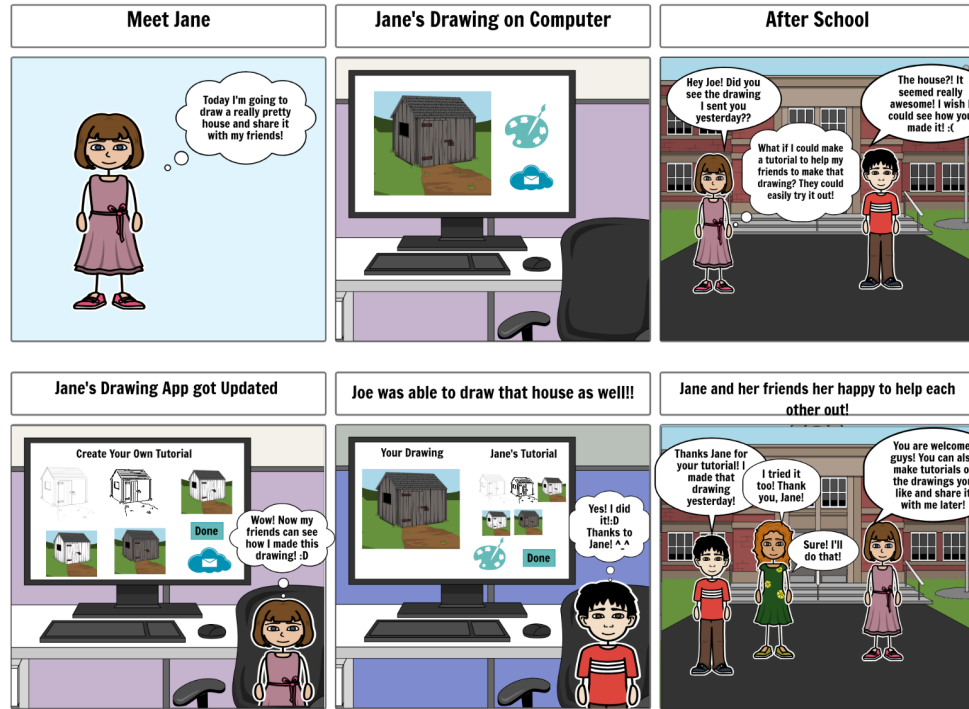 Meet Jane
Jane's Drawing on Computer
After School
Today I'm going to
draw a really pretty
house and share it
with my friends!
Hey Joe! Did you
see the drawing
I sent you
yesterday??
What if I could make
a tutorial to help my
friends to make that
drawing? They could
easily try it out!
The house?! It
seemed really
awesome! I wish
could see how you
made it! :(
Jane's Drawing App got Updated
Joe was able to draw that house as well!!
Jane and her friends her happy to help each
other out!
Create Your Own Tutorial
Done
Wow! Now my
friends can see
how I made this
drawing! :D
Your Drawing
Jane's Tutorial
Done
Yes! I did
it!:D
Thanks to
Jane! ^_^
Thanks Jane for
your tutorial! I
made that
drawing
yesterday!
I tried it
too! Thank
you, Jane!
Sure! I'll
do that!
You are welcome
guys! You can
make tutorials
the drawings you
like and share it
with me later!